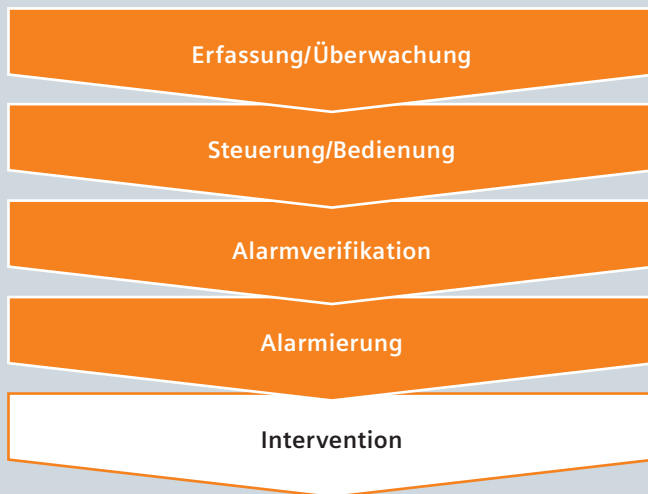 Erfassung/Überwachung
Steuerung/Bedienung
Alarmverifikation
Alarmierung
Intervention